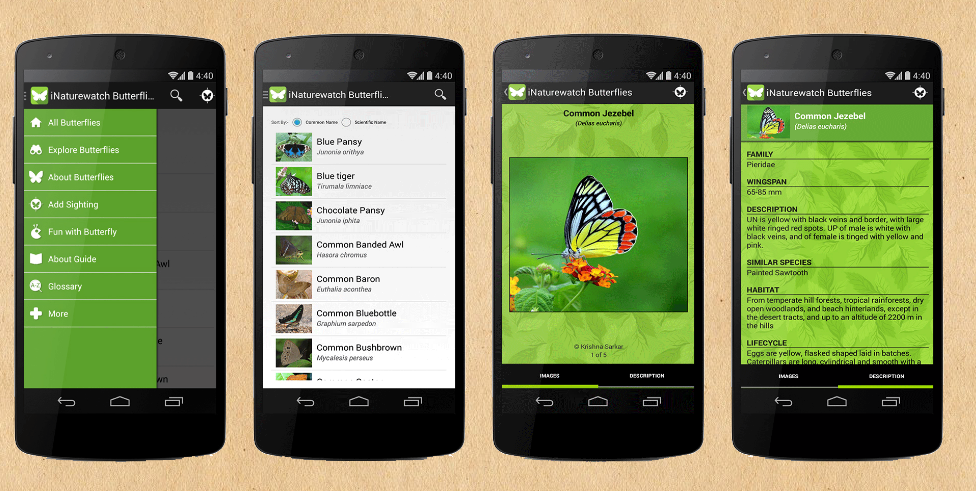 4:40
iNaturewatch Butterfli...
All Butterflies
Explore Butterflies
About Butterflies
Add Sighting
Fun with Butterfly
About Guide
A-Z
Glossary
More
Awl
e
4:40
iNaturewatch Butterfli...
Sort By:- Common Name Scientific Name
Blue Pansy
Junonia orithya
Blue tiger
Tirumala limniace
Chocolate Pansy
Junonia iphita
Common Banded Awl
Hasora chromus
Common Baron
Euthalia aconthea
Common Bluebottle
Graphium sarpedon
Common Bushbrown
Mycalesis perseus
4:40
iNaturewatch Butterflies
Common Jezebel
(Delias eucharis)
© Krishna Sarkar
1 of 5
IMAGES DESCRIPTION
4:40
iNaturewatch Butterflies
Common Jezebel
(Delias eucharis)
FAMILY
Pieridae
WINGSPAN
65-85 mm
DESCRIPTION
UN is yellow with black veins and border, with large
white ringed red spots. UP of male is white with
black veins, and of female is tinged with yellow and
pink.
SIMILAR SPECIES
Painted Sawtooth
HABITAT
From temperate hill forests, tropical rainforests, dry
open woodlands, and beach hinterlands, except in
the desert tracts, and up to an altitude of 2200 m in
the hills
LIFECYCLE
Eggs are yellow, flasked shaped laid in batches.
Caterpillars are long, cylindrical and smooth with a
IMAGES DESCRIPTION